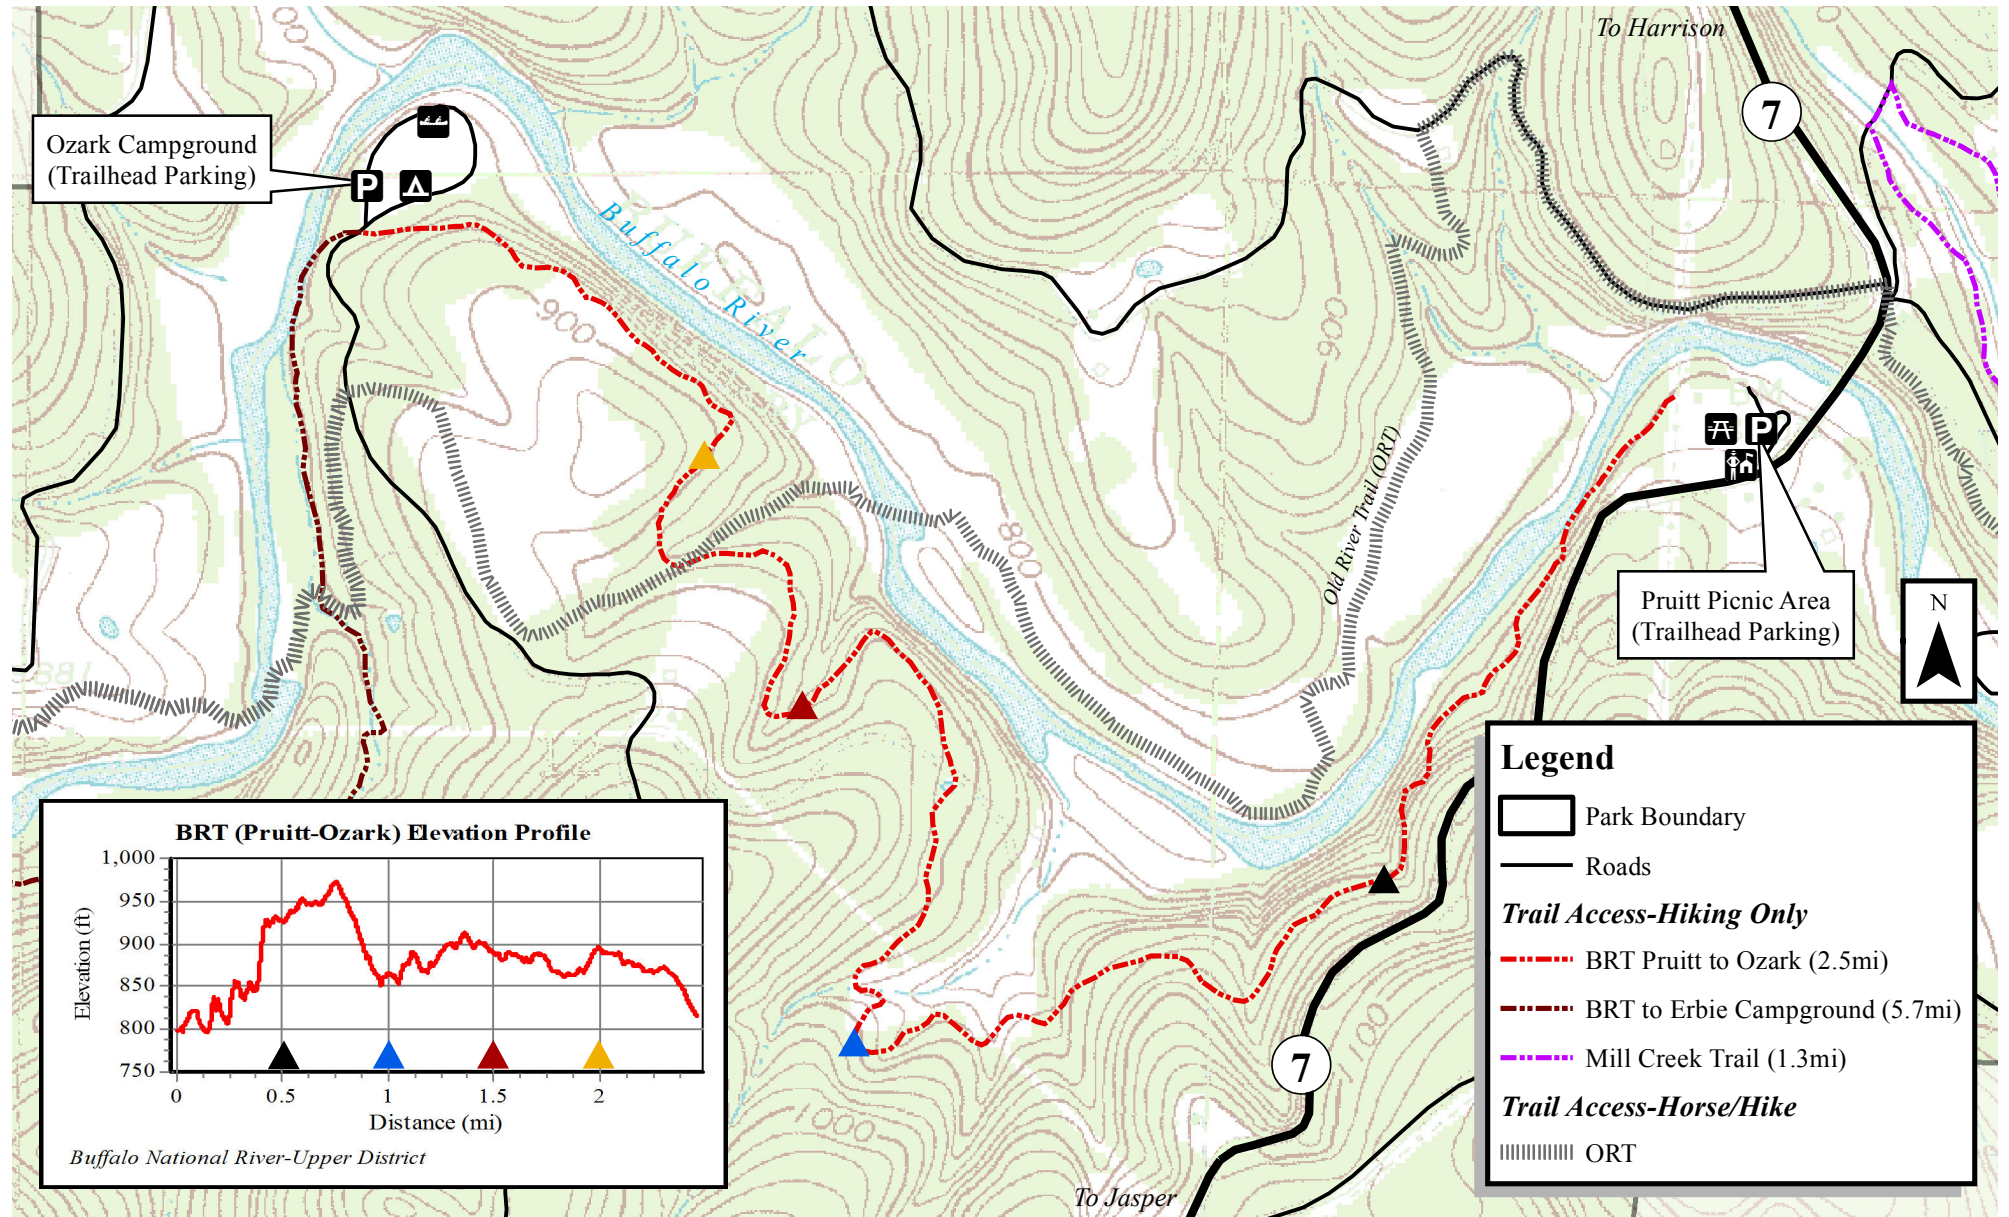 To Harrison
7
Ozark Campground
(Trailhead Parking)
P
BUFFALO
Buffalo River
900
900
800
Old River Trail (ORT)
P
Pruitt Picnic Area
(Trailhead Parking)
N
881
Legend
Park Boundary
Roads
Trail Access-Hiking Only
BRT Pruitt to Ozark (2.5mi)
BRT to Erbie Campground (5.7mi)
Mill Creek Trail (1.3mi)
Trail Access-Horse/Hike
ORT
BRT (Pruitt-Ozark) Elevation Profile
1,000
950
900
850
800
750
Elevation (ft)
0 0.5 1 1.5 2
Distance (mi)
Buffalo National River-Upper District
1000
1100
7
To Jasper